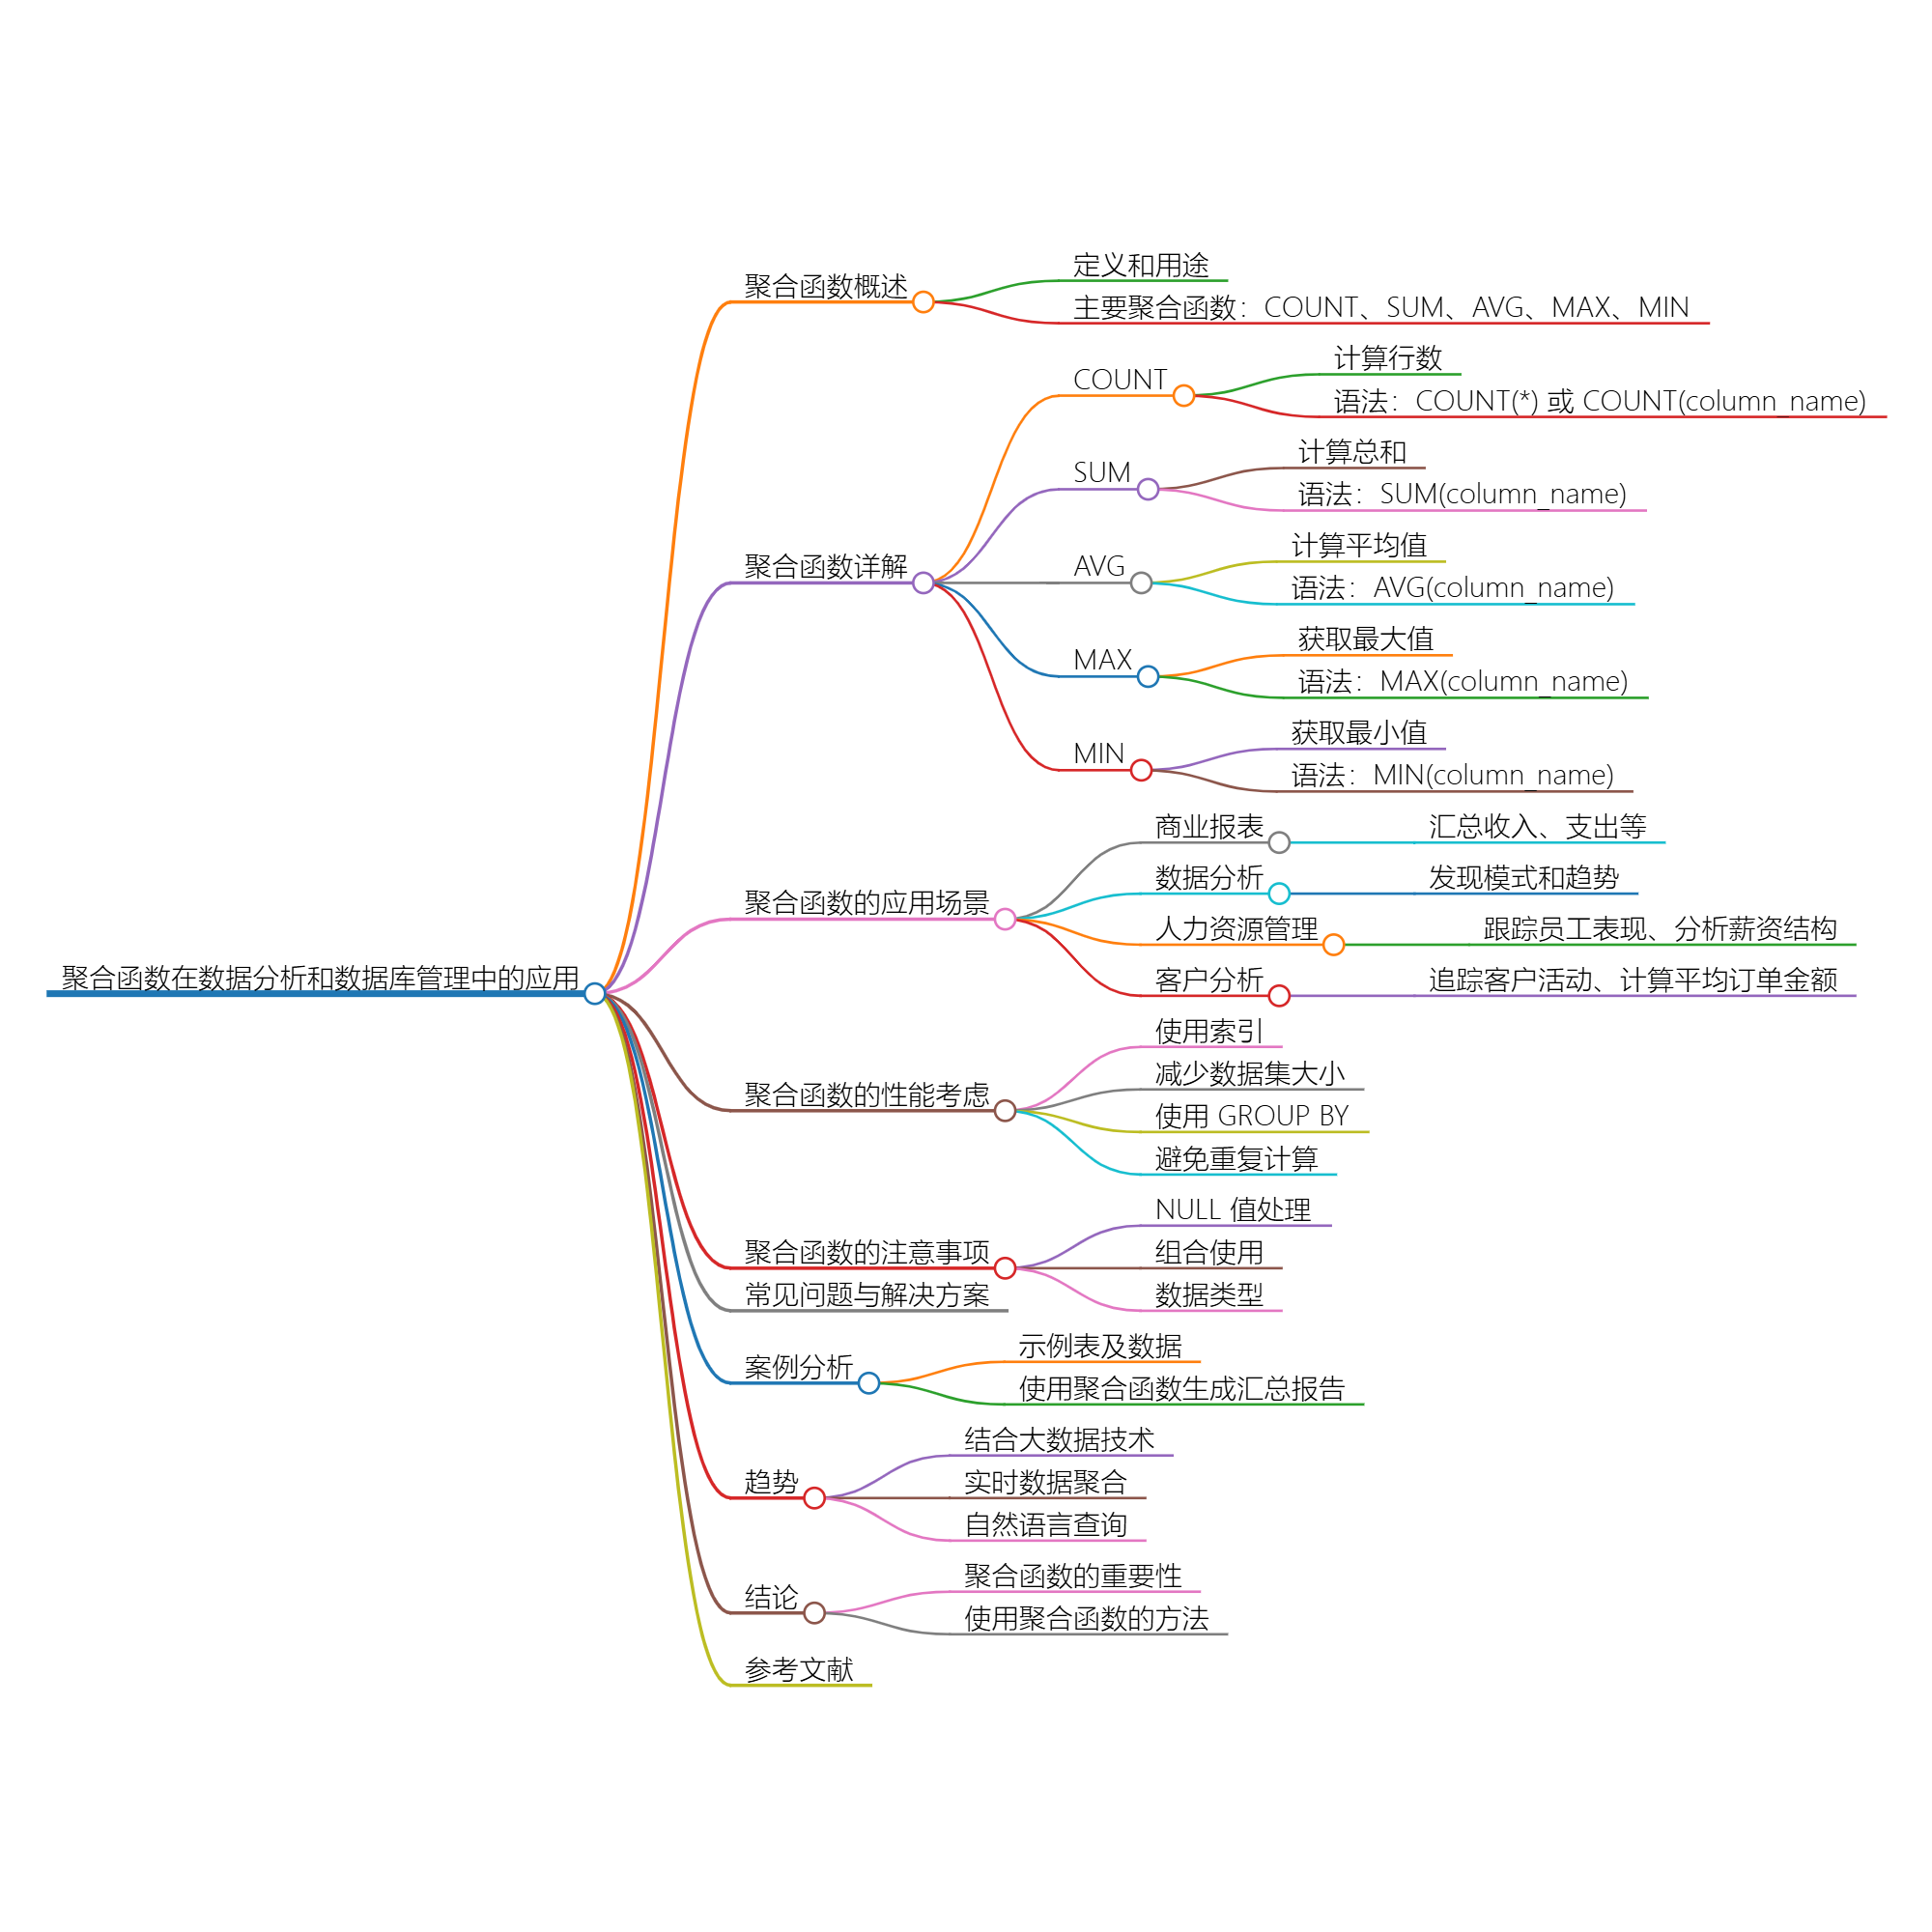 聚合函数在数据分析和数据库管理中的应用
聚合函数概述
定义和用途
主要聚合函数：COUNT、SUM、AVG、MAX、MIN
聚合函数详解
COUNT
计算行数
语法：COUNT(*) 或 COUNT(column_name)
SUM
计算总和
语法：SUM(column_name)
AVG
计算平均值
语法：AVG(column_name)
MAX
获取最大值
语法：MAX(column_name)
MIN
获取最小值
语法：MIN(column_name)
聚合函数的应用场景
商业报表
汇总收入、支出等
数据分析
发现模式和趋势
人力资源管理
跟踪员工表现、分析薪资结构
客户分析
追踪客户活动、计算平均订单金额
聚合函数的性能考虑
使用索引
减少数据集大小
使用 GROUP BY
避免重复计算
聚合函数的注意事项
NULL 值处理
组合使用
数据类型
常见问题与解决方案
案例分析
示例表及数据
使用聚合函数生成汇总报告
趋势
结合大数据技术
实时数据聚合
自然语言查询
结论
聚合函数的重要性
使用聚合函数的方法
参考文献